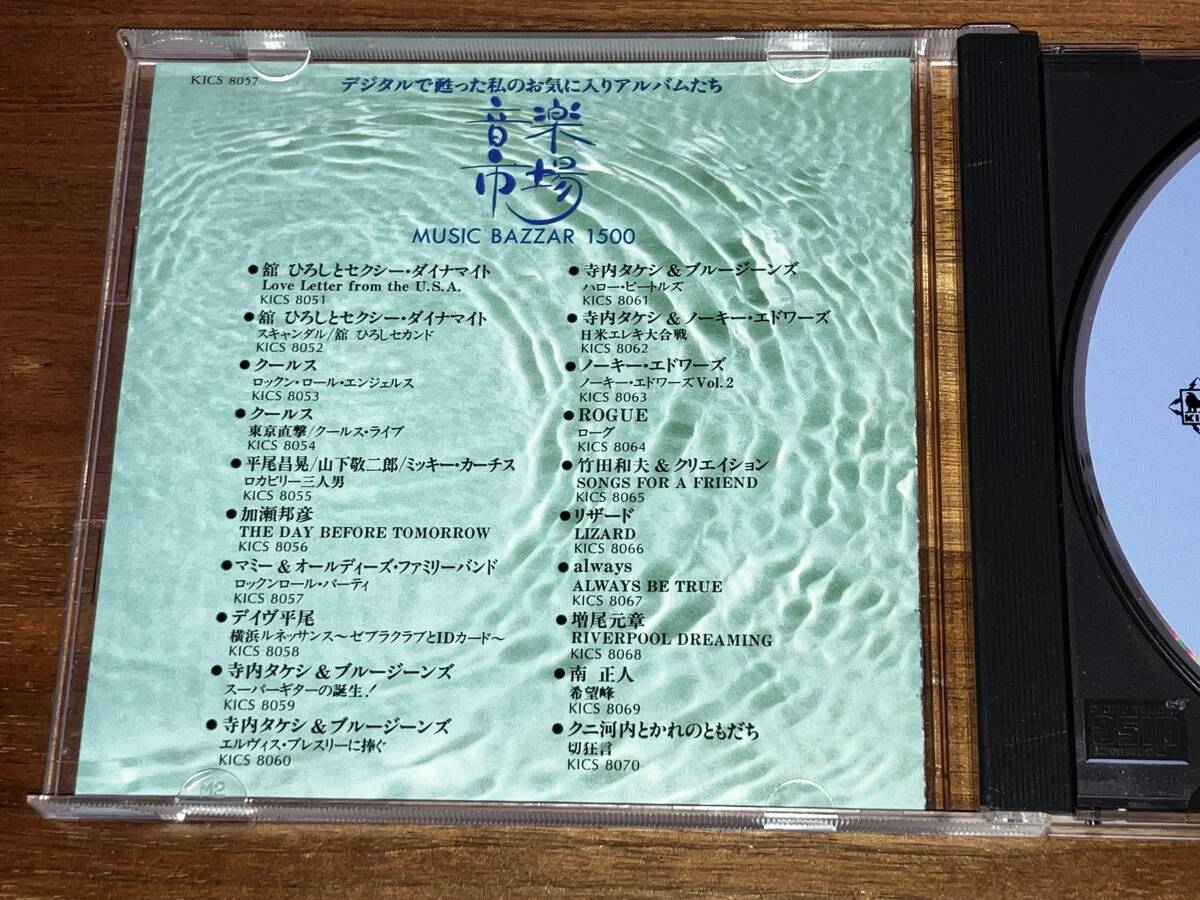 KICS 8057
デジタルで甦った私のお気に入りアルバムたち
音楽
市場
MUSIC BAZZAR 1500
●舘 ひろしとセクシー・ダイナマイト
Love Letter from the U.S.A.
KICS 8051
●舘 ひろしとセクシー・ダイナマイト
スキャンダル/舘 ひろしセカンド
KICS 8052
●クールス
ロックン・ロール・エンジェルス
KICS 8053
●クールス
東京直撃/クールス・ライブ
KICS 8054
●平尾昌晃/山下敬二郎/ミッキー・カーチス
ロカビリー三人男
KICS 8055
●加瀬邦彦
THE DAY BEFORE TOMORROW
KICS 8056
●マミー&オールディーズ・ファミリーバンド
ロックンロール・パーティ
KICS 8057
●デイヴ平尾
横浜ルネッサンス〜ゼブラクラブとIDカード〜
KICS 8058
●寺内タケシ&ブルージーンズ
スーパーギターの誕生!
KICS 8059
●寺内タケシ&ブルージーンズ
エルヴィス・プレスリーに捧ぐ
KICS 8060
●寺内タケシ&ブルージーンズ
ハロー・ビートルズ
KICS 8061
●寺内タケシ&ノーキー・エドワーズ
日米エレキ大合戦
KICS 8062
●ノーキー・エドワーズ
ノーキー・エドワーズVol.2
KICS 8063
●ROGUE
ローグ
KICS 8064
●竹田和夫&クリエイション
SONGS FOR A FRIEND
KICS 8065
●リザード
LIZARD
KICS 8066
●always
ALWAYS BE TRUE
KICS 8067
●増尾元章
RIVERPOOL DREAMING
KICS 8068
●南 正人
希望峰
KICS 8069
●クニ河内とかれのともだち
切狂言
KICS 8070
M2